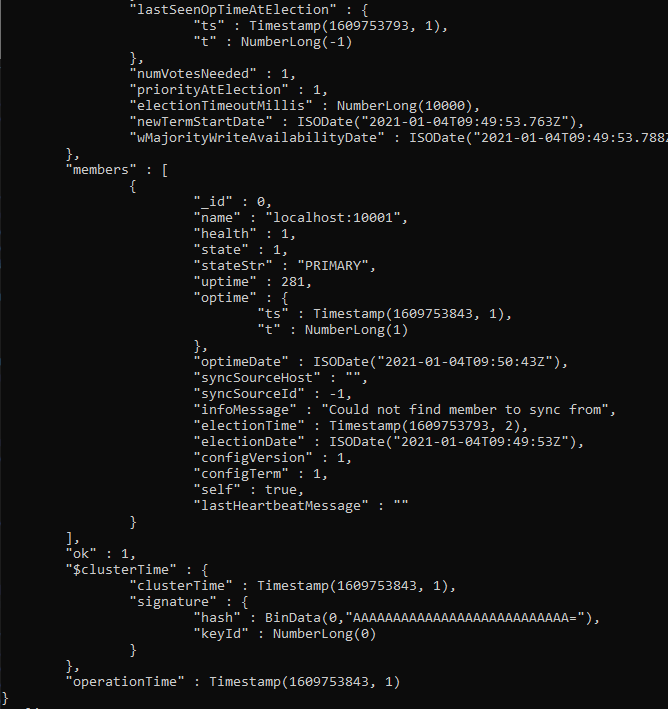 "lastSeenOpTimeAtElection" : {
"ts" : Timestamp(1609753793, 1),
"t" : NumberLong(-1)
},
"numVotesNeeded" : 1,
"priorityAtElection" : 1,
"electionTimeoutMillis" : NumberLong(10000),
"newTermStartDate" : ISODate("2021-01-04T09:49:53.763Z"),
"wMajorityWriteAvailabilityDate" : ISODate("2021-01-04T09:49:53.788Z
},
"members" : [
{
"_id" : 0,
"name" : "localhost:10001",
"health" : 1,
"state" : 1,
"stateStr" : "PRIMARY",
"uptime" : 281,
"optime" : {
"ts" : Timestamp(1609753843, 1),
"t" : NumberLong(1)
},
"optimeDate" : ISODate("2021-01-04T09:50:43Z"),
"syncSourceHost" : "",
"syncSourceId" : -1,
"infoMessage" : "Could not find member to sync from",
"electionTime" : Timestamp(1609753793, 2),
"electionDate" : ISODate("2021-01-04T09:49:53Z"),
"configVersion" : 1,
"configTerm" : 1,
"self" : true,
"lastHeartbeatMessage" : ""
}
],
"ok" : 1,
"$clusterTime" : {
"clusterTime" : Timestamp(1609753843, 1),
"signature" : {
"hash" : BinData(0,"AAAAAAAAAAAAAAAAAAAAAAAAAAA="),
"keyId" : NumberLong(0)
}
},
"operationTime" : Timestamp(1609753843, 1)
}